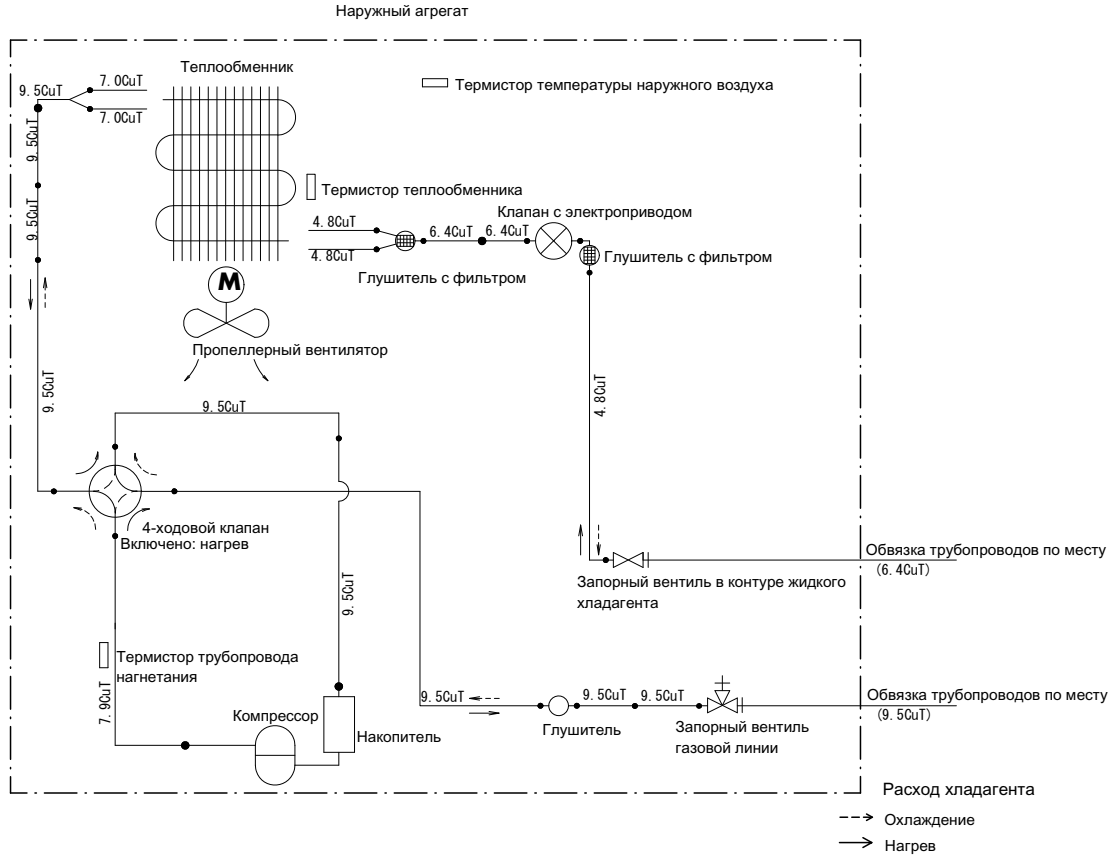 Наружный агрегат
Теплообменник
7.0CuT
9.5CuT
7.0CuT
Термистор температуры наружного воздуха
9.5CuT
9.5CuT
Термистор теплообменника
Клапан с электроприводом
4.8CuT
6.4CuT
6.4CuT
4.8CuT
Глушитель с фильтром
Глушитель с фильтром
M
Пропеллерный вентилятор
9.5CuT
9.5CuT
4.8CuT
4-ходовой клапан
Включено: нагрев
Обвязка трубопроводов по месту
(6.4CuT)
Запорный вентиль в контуре жидкого
хладагента
9.5CuT
Термистор трубопровода
нагнетания
7.9CuT
9.5CuT
9.5CuT
9.5CuT
Обвязка трубопроводов по месту
(9.5CuT)
Компрессор
Накопитель
Глушитель
Запорный вентиль
газовой линии
Расход хладагента
Охлаждение
Нагрев